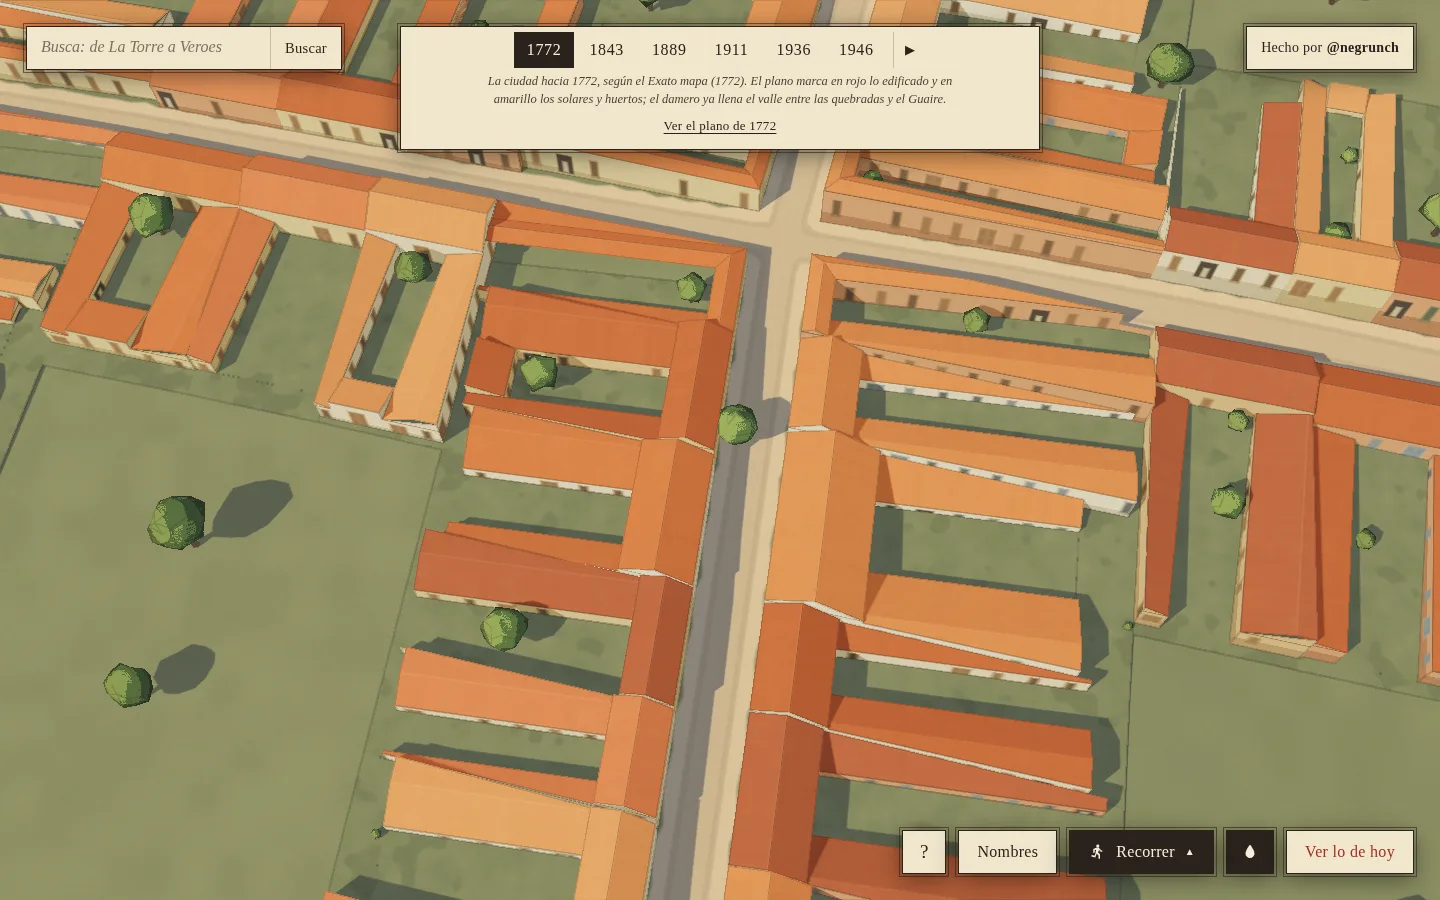 Busca: de La Torre a Veroes
Buscar
1772 1843 1889 1911 1936 1946 ▶
La ciudad hacia 1772, según el Exato mapa (1772). El plano marca en rojo lo edificado y en
amarillo los solares y huertos; el damero ya llena el valle entre las quebradas y el Guaire.
Ver el plano de 1772
Hecho por @negrunch
?
Nombres
Recorrer ▲
Ver lo de hoy